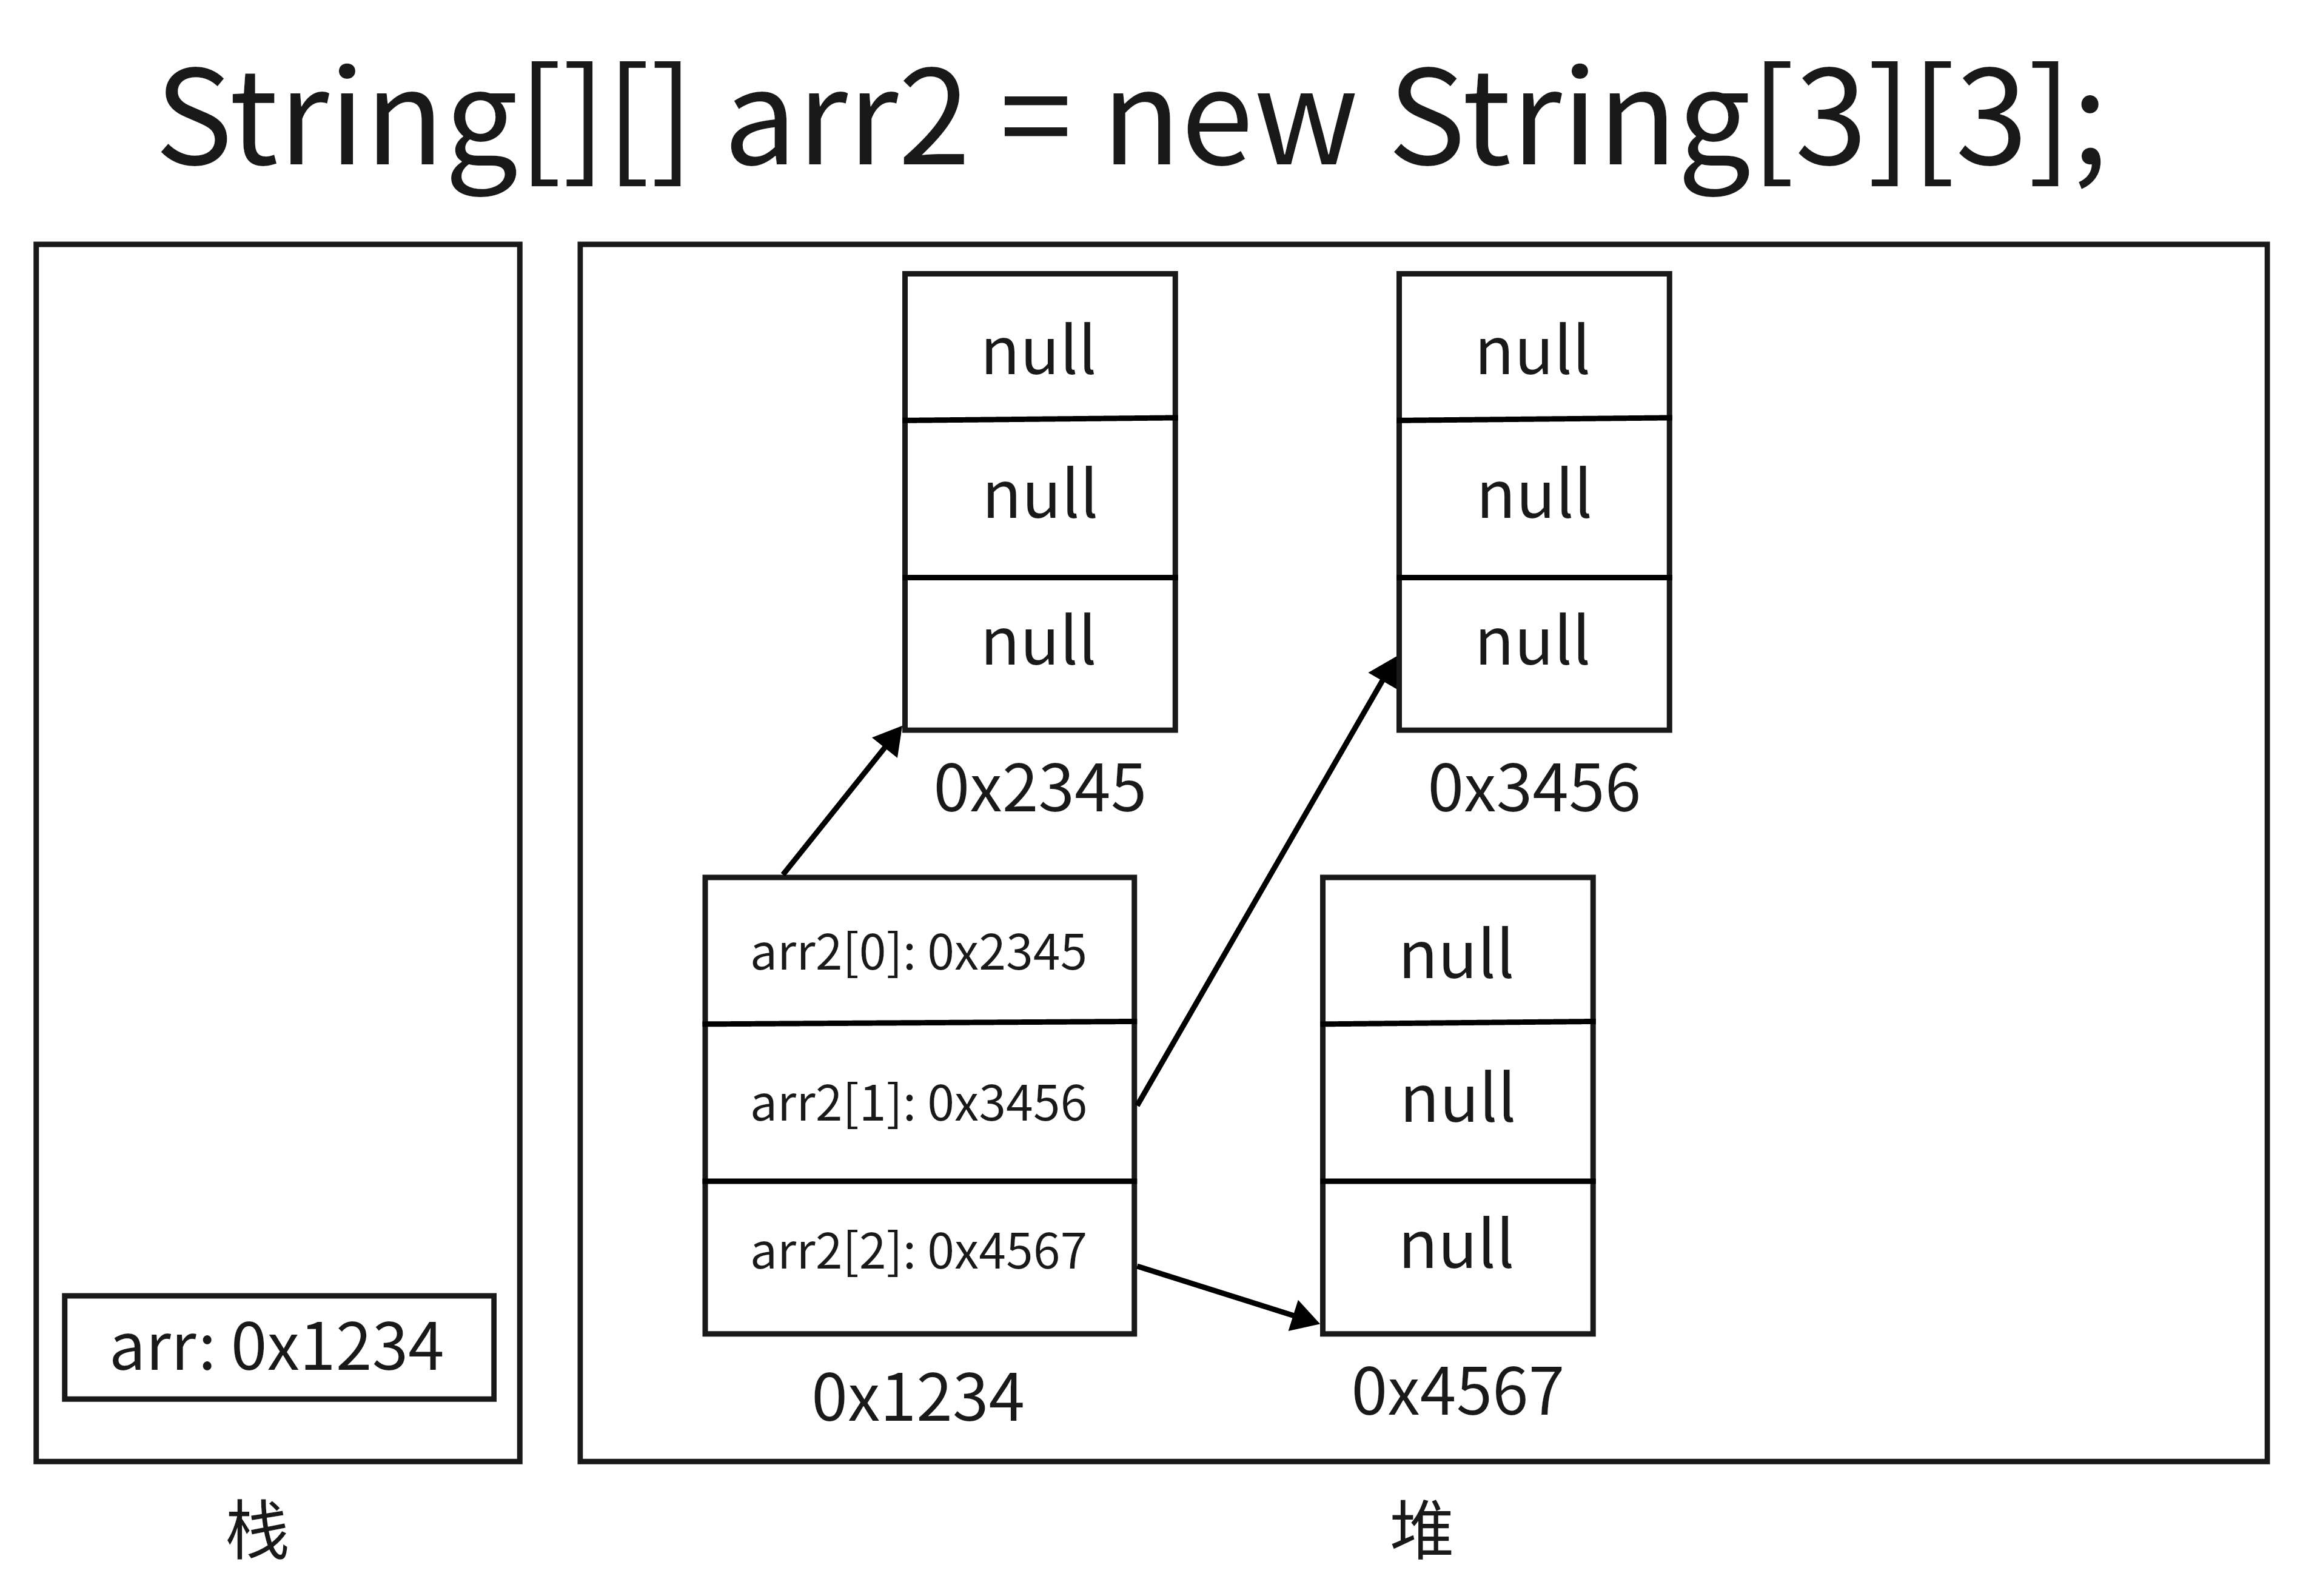 String[][] arr2 = new String[3][3];
null
null
null
0x2345
null
null
null
0x3456
arr2[0]: 0x2345
arr2[1]: 0x3456
arr2[2]: 0x4567
0x1234
null
null
null
0x4567
arr: 0x1234
栈
堆